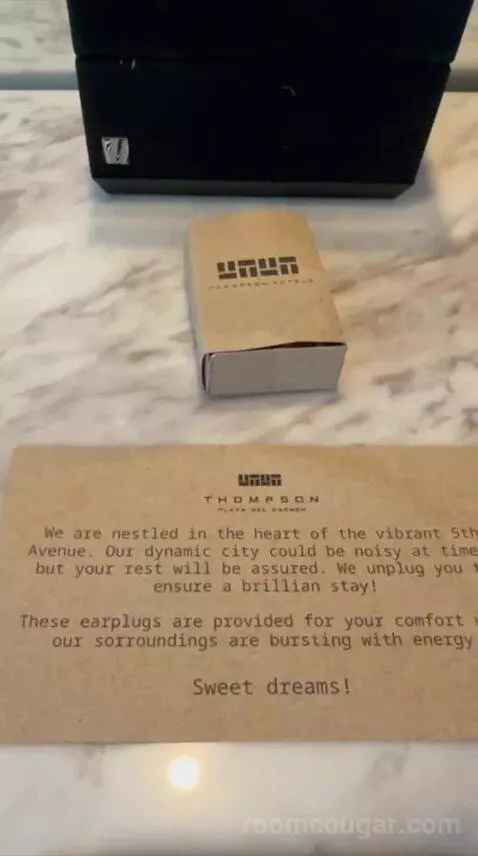 THOMPSON HOTELS
THOMPSON
PLAYA DEL CARMEN
We are nestled in the heart of the vibrant 5th
Avenue. Our dynamic city could be noisy at time
but your rest will be assured. We unplug you t
ensure a brillian stay!
These earplugs are provided for your comfort
our sorroundings are bursting with energy
Sweet dreams!
roomcougar.com